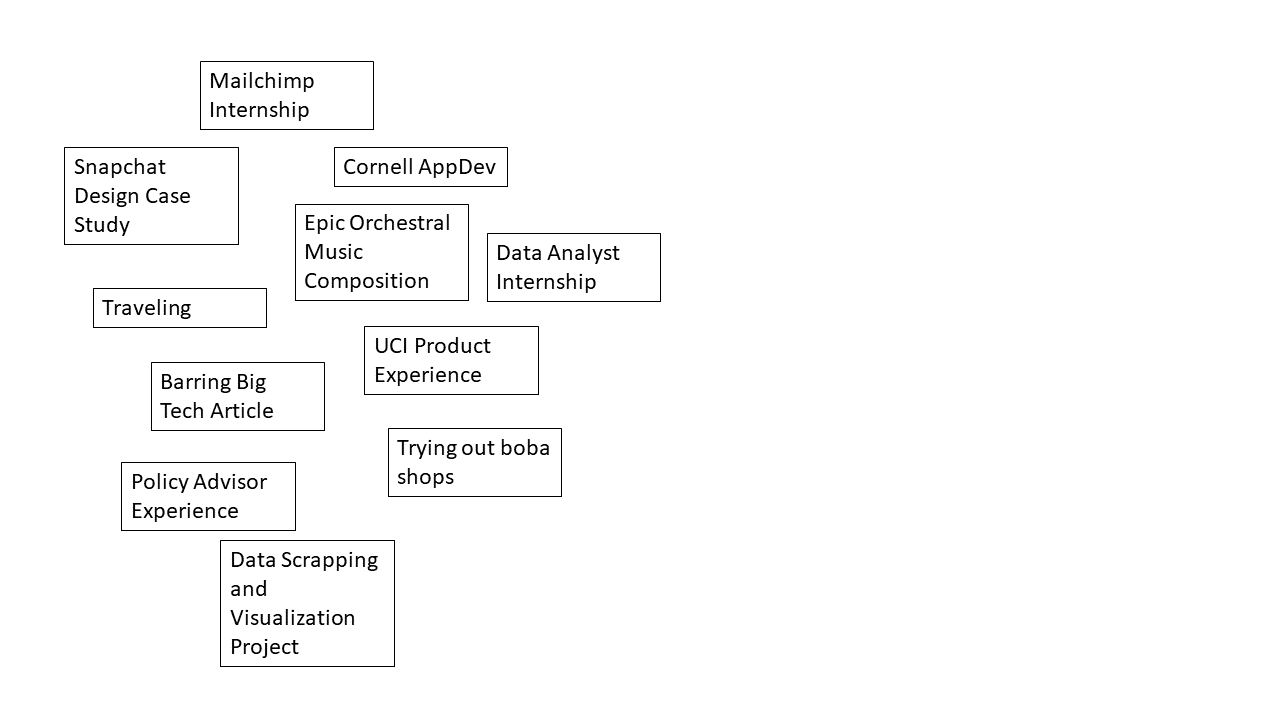 Mailchimp
Internship
Snapchat
Design Case
Study
Cornell AppDev
Epic Orchestral
Music
Composition
Data Analyst
Internship
Traveling
UCI Product
Experience
Barring Big
Tech Article
Trying out boba
shops
Policy Advisor
Experience
Data Scrapping
and
Visualization
Project